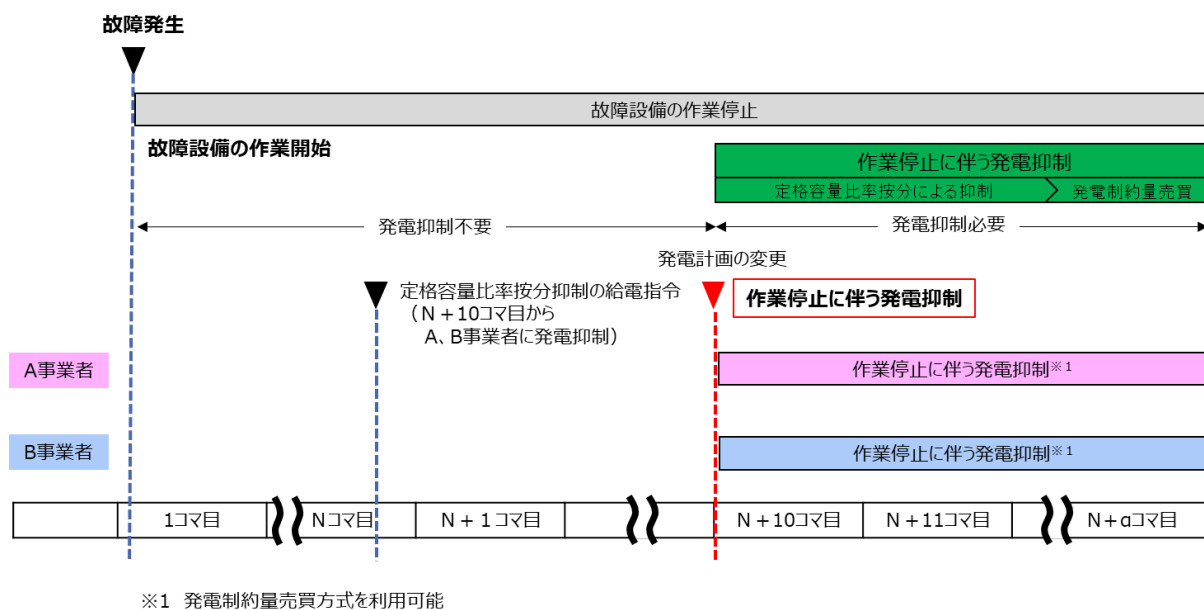 故障発生
故障設備の作業停止
故障設備の作業開始
作業停止に伴う発電抑制
定格容量比率按分による抑制
発電制約量売買
発電抑制不要
発電抑制必要
発電計画の変更
定格容量比率按分抑制の給電指令
（N＋10コマ目から
A、B事業者に発電抑制）
作業停止に伴う発電抑制
A事業者
作業停止に伴う発電抑制※1
B事業者
作業停止に伴う発電抑制※1
1コマ目
Nコマ目
N＋1コマ目
N＋10コマ目
N＋11コマ目
N+αコマ目
※1 発電制約量売買方式を利用可能